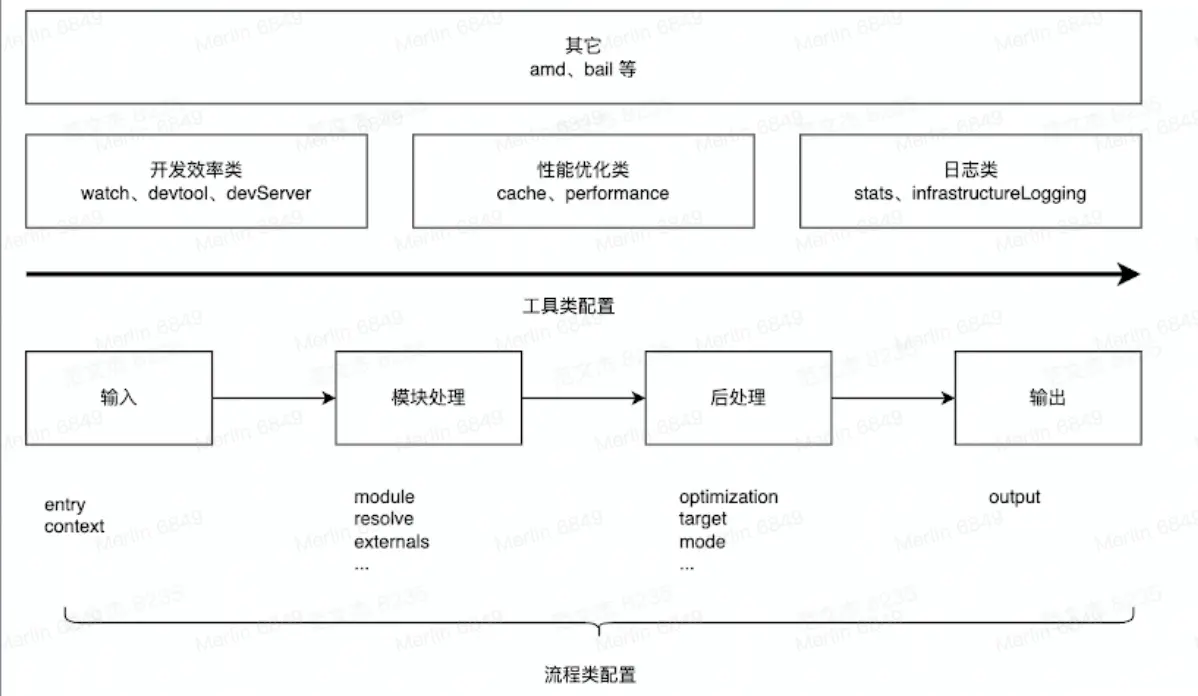 其它
amd、bail 等
开发效率类
watch、devtool、devServer
性能优化类
cache、performance
日志类
stats、infrastructureLogging
工具类配置
输入
模块处理
后处理
输出
entry
context
module
resolve
externals
...
optimization
target
mode
...
output
流程类配置
Merlin 6849